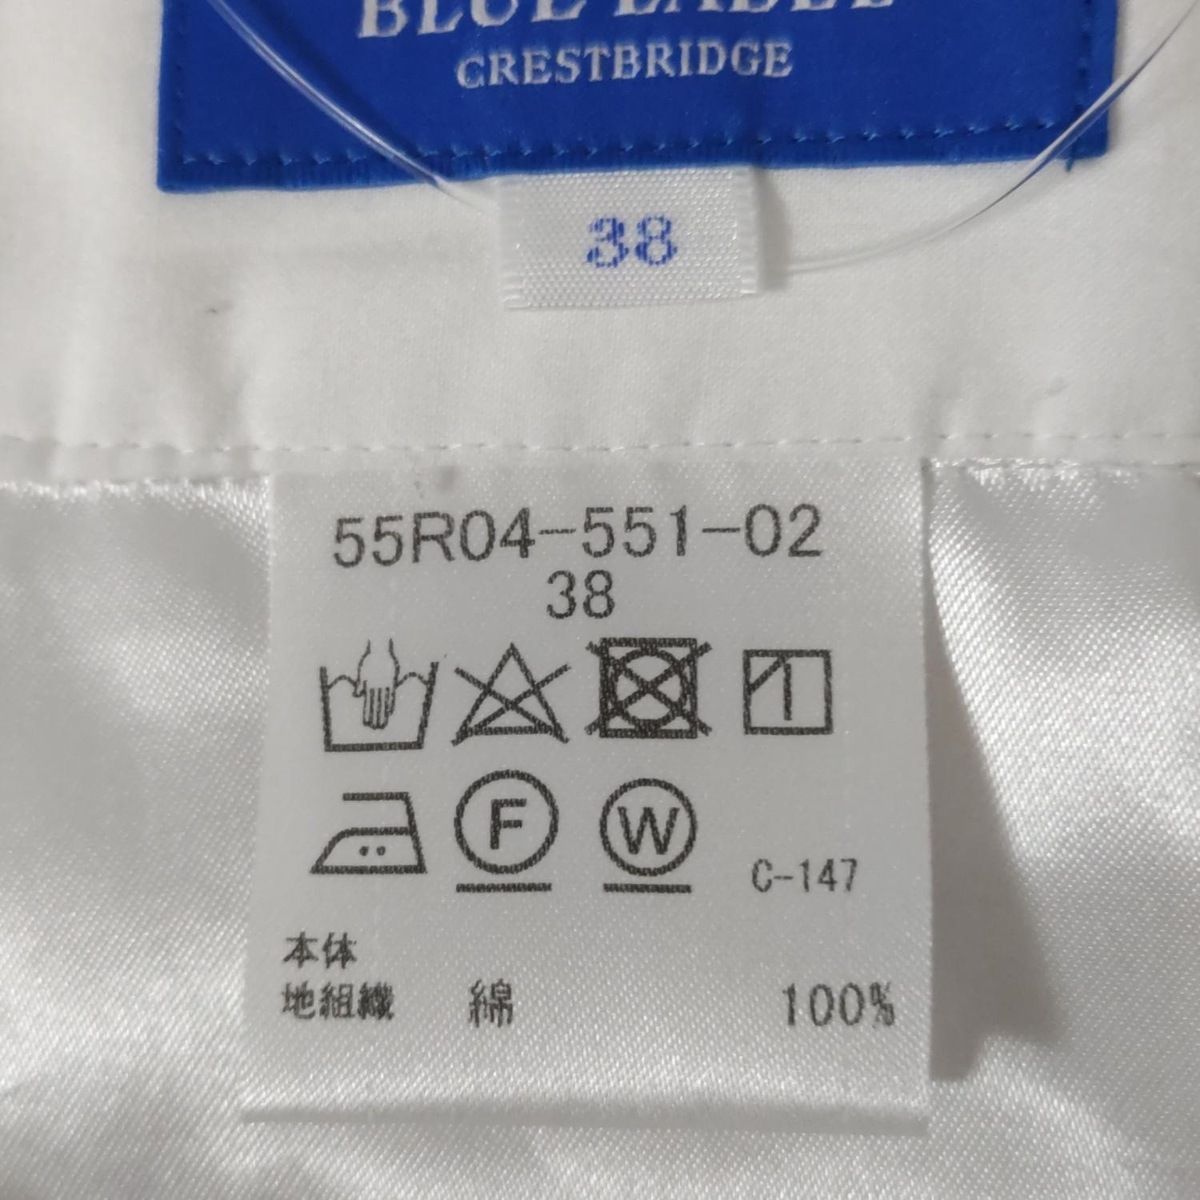 BLUE LABEL
CRESTBRIDGE
38
55R04-551-02
38
F
W
C-147
本体
地組織 綿 100%